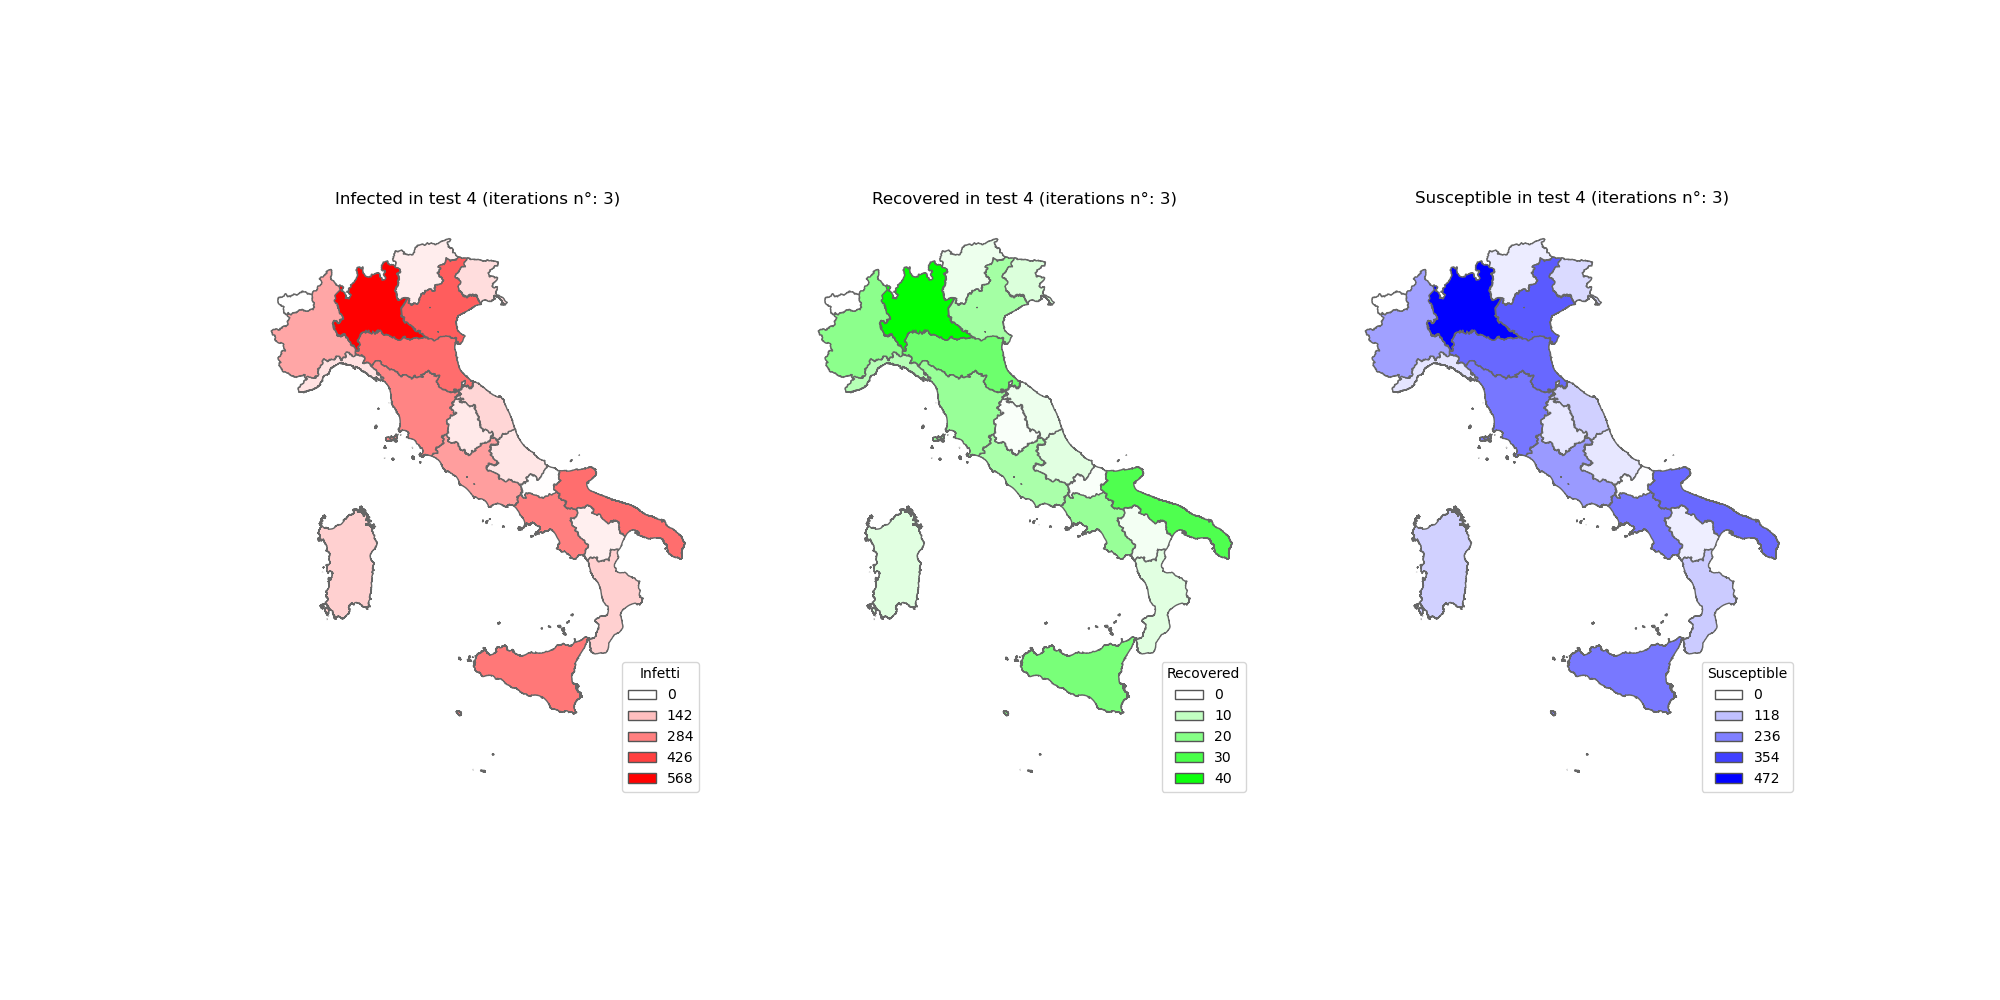 Infected in test 4 (iterations n°: 3)
Infetti
0
142
284
426
568
Recovered in test 4 (iterations n°: 3)
Recovered
0
10
20
30
40
Susceptible in test 4 (iterations n°: 3)
Susceptible
0
118
236
354
472